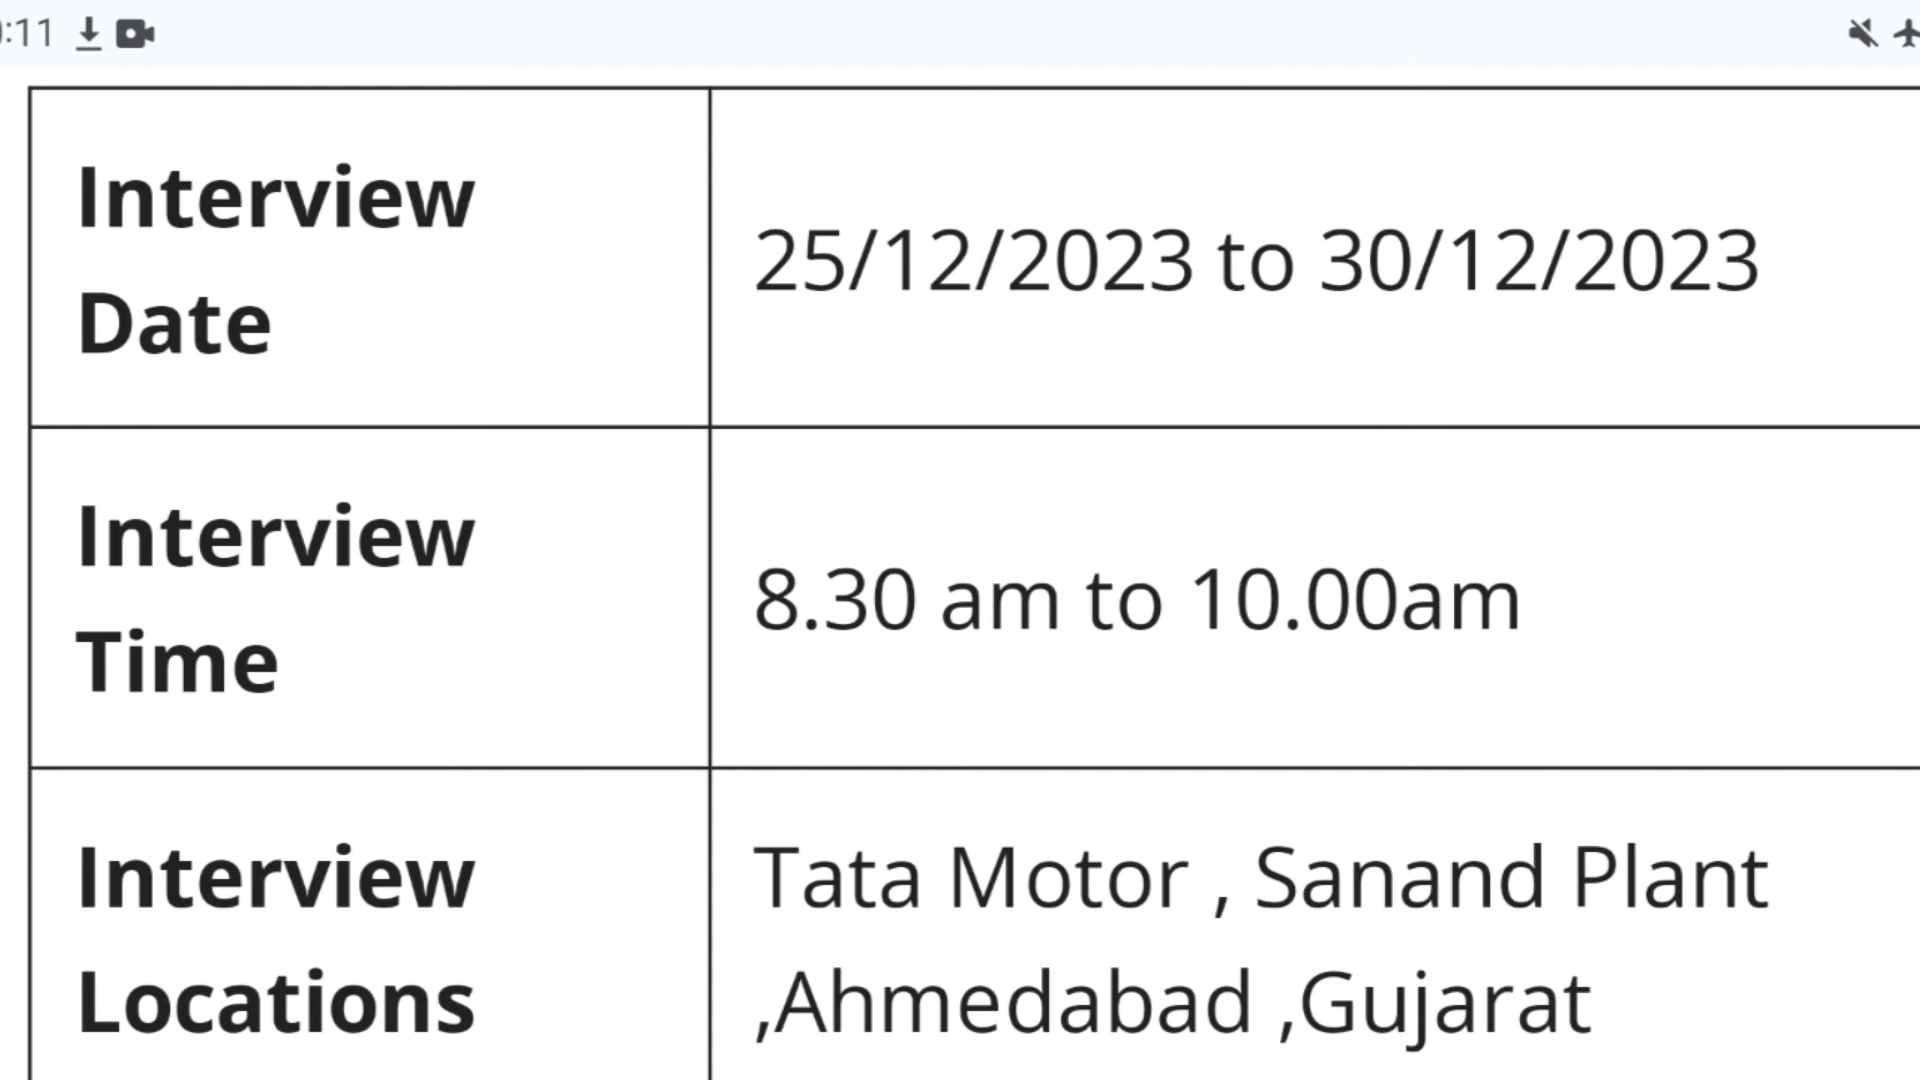 :11
Interview
Date
25/12/2023 to 30/12/2023
Interview
Time
8.30 am to 10.00am
Interview
Locations
Tata Motor , Sanand Plant
,Ahmedabad ,Gujarat